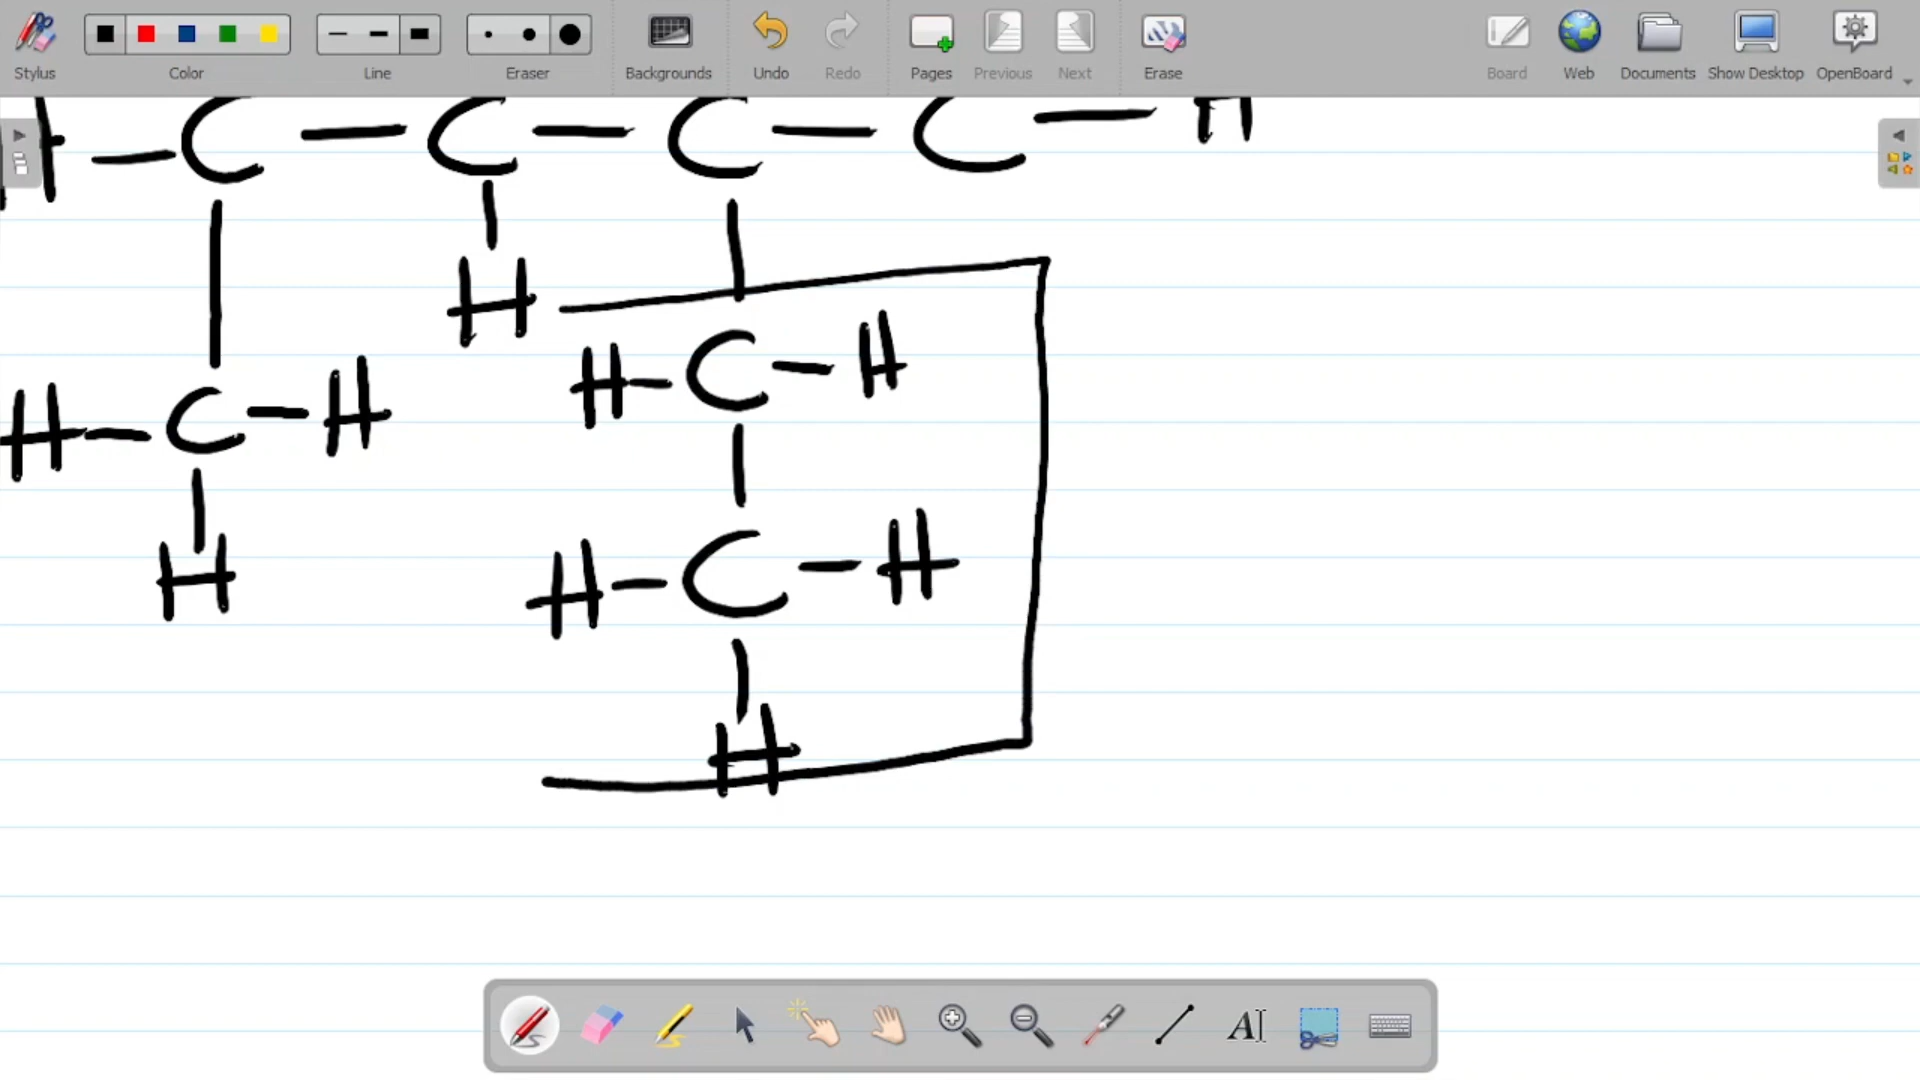 Stylus Color Line Eraser Backgrounds Undo Redo Pages Previous Next Erase Board Web Documents Show Desktop OpenBoard
H — C — C — C — C — H
H
H – C – H
H – C – H
H – C – H
H
H